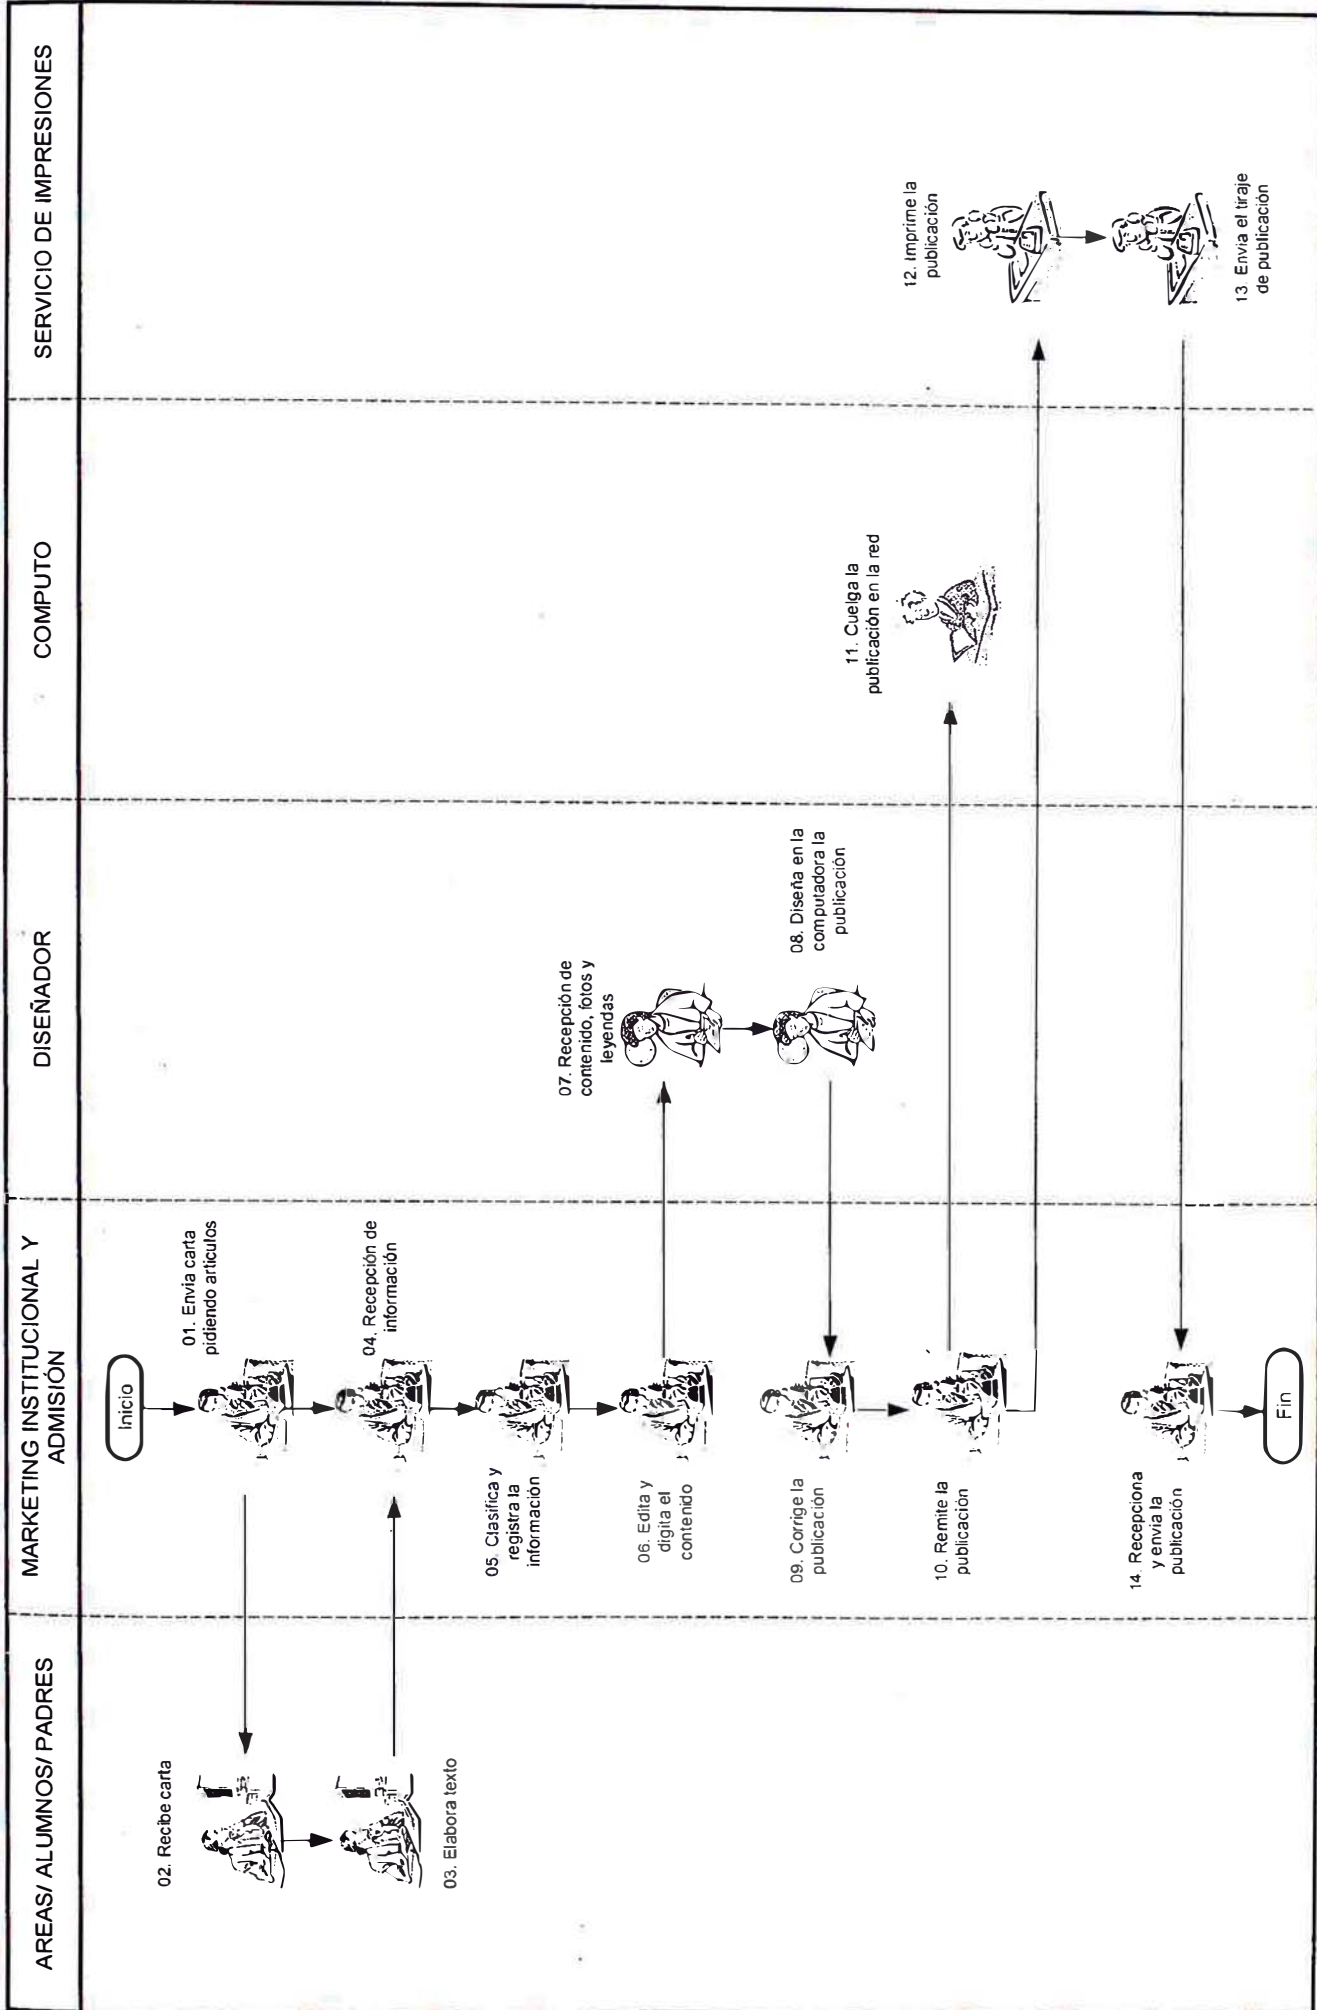 AREAS/ ALUMNOS/ PADRES
MARKETING INSTITUCIONAL Y
ADMISIÓN
DISEÑADOR
COMPUTO
SERVICIO DE IMPRESIONES
Inicio
01. Envia carta
pidiendo articulos
02. Recibe carta
03. Elabora texto
04. Recepción de
información
05. Clasifica y
registra la
información
06. Edita y
digita el
contenido
07. Recepción de
contenido, fotos y
leyendas
08. Diseña en la
computadora la
publicación
09. Corrige la
publicación
10. Remite la
publicación
11. Cuelga la
publicación en la red
12. Imprime la
publicación
13. Envia el tiraje
de publicación
14. Recepciona
y envia la
publicación
Fin